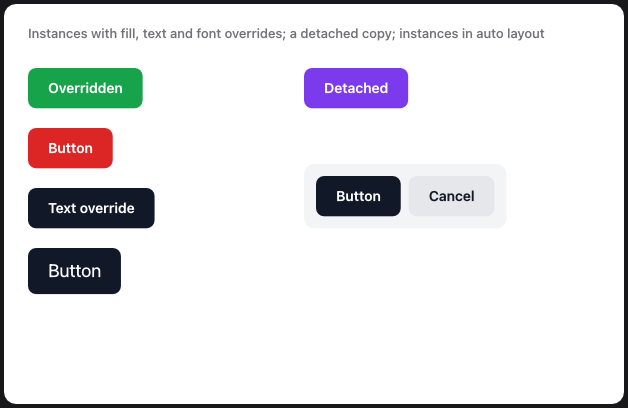 Instances with fill, text and font overrides; a detached copy; instances in auto layout
Overridden
Detached
Button
Text override
Button Cancel
Button